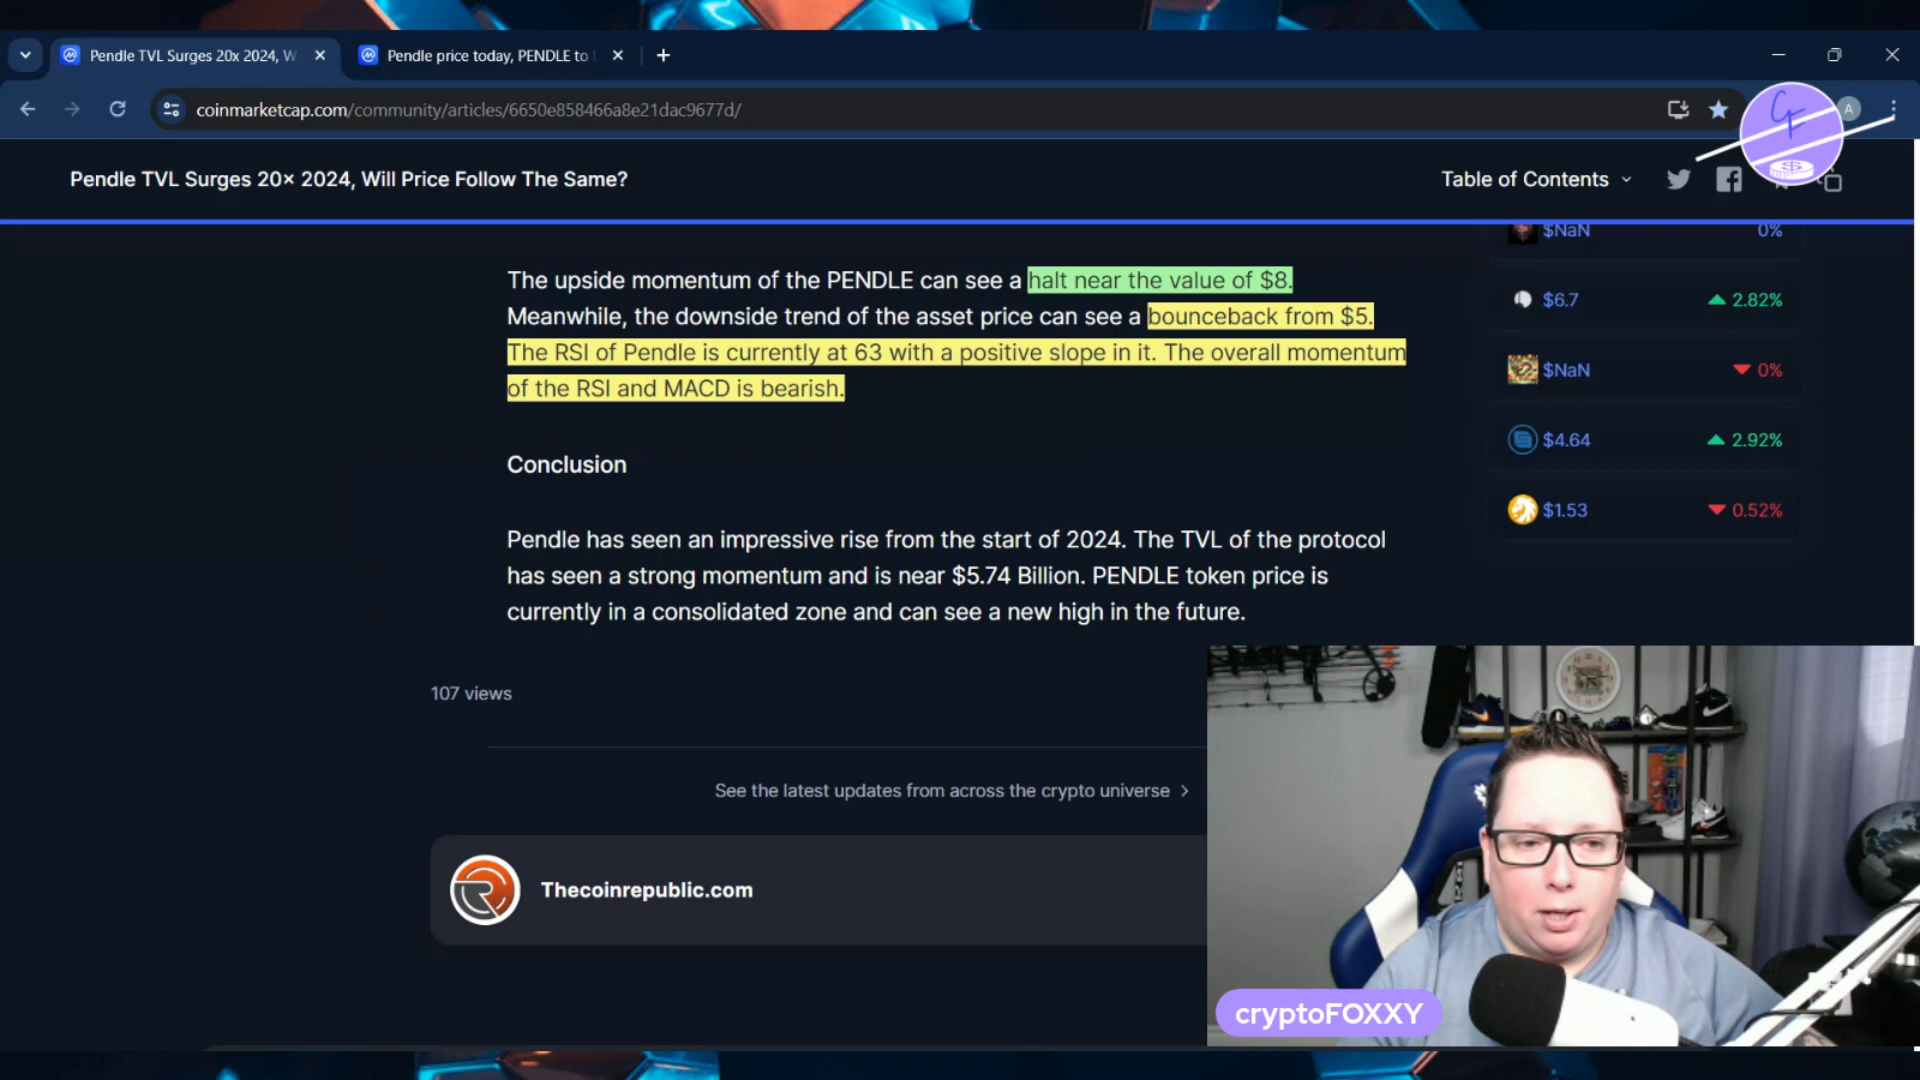 Pendle TVL Surges 20x 2024, W
Pendle price today, PENDLE to
coinmarketcap.com/community/articles/6650e858466a8e21dac9677d/
A
CF
$
Pendle TVL Surges 20× 2024, Will Price Follow The Same?
Table of Contents
$NaN 0%
The upside momentum of the PENDLE can see a halt near the value of $8.
$6.7 2.82%
Meanwhile, the downside trend of the asset price can see a bounceback from $5.
The RSI of Pendle is currently at 63 with a positive slope in it. The overall momentum
$NaN 0%
of the RSI and MACD is bearish.
$4.64 2.92%
Conclusion
$1.53 0.52%
Pendle has seen an impressive rise from the start of 2024. The TVL of the protocol
has seen a strong momentum and is near $5.74 Billion. PENDLE token price is
currently in a consolidated zone and can see a new high in the future.
107 views
See the latest updates from across the crypto universe
Thecoinrepublic.com
cryptoFOXXY